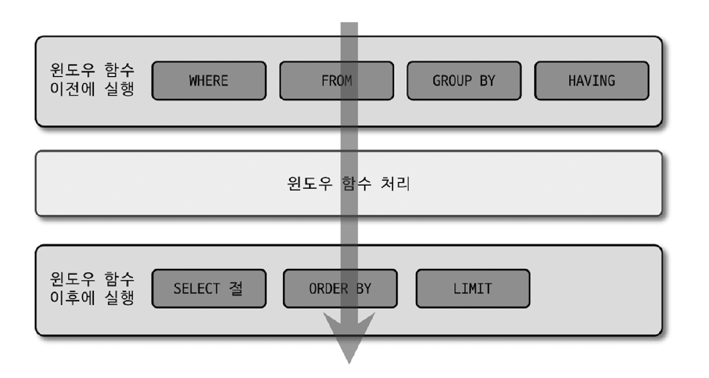 윈도우 함수
이전에 실행
WHERE
FROM
GROUP BY
HAVING
윈도우 함수 처리
윈도우 함수
이후에 실행
SELECT 절
ORDER BY
LIMIT